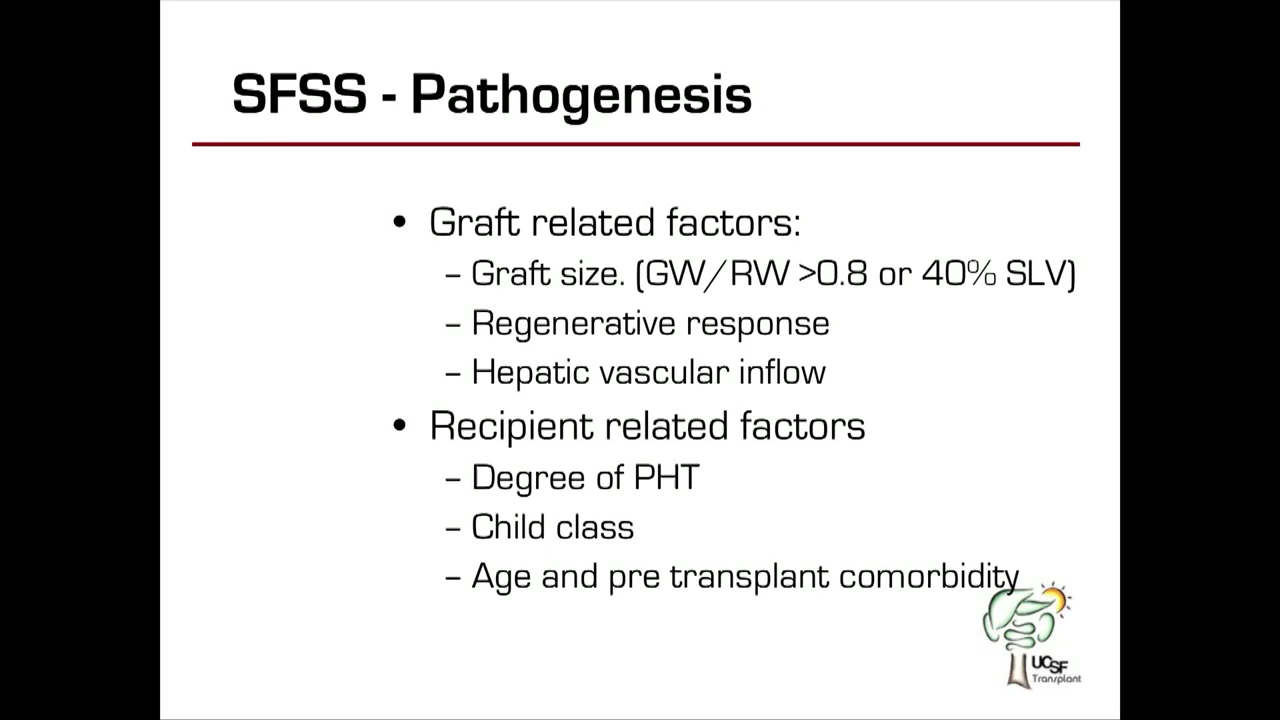 SFSS - Pathogenesis
• Graft related factors:
– Graft size. (GW/RW >0.8 or 40% SLV)
– Regenerative response
– Hepatic vascular inflow
• Recipient related factors
– Degree of PHT
– Child class
– Age and pre transplant comorbidity
UCSF
Transplant